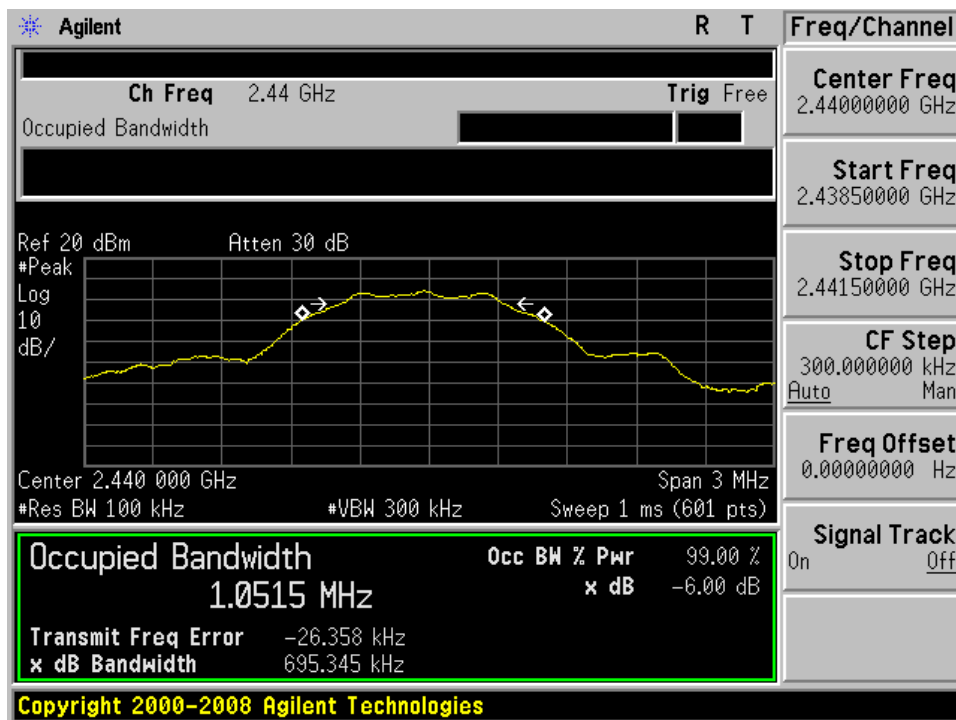 Agilent R T Freq/Channel
Ch Freq 2.44 GHz Trig Free
Occupied Bandwidth
Center Freq
2.44000000 GHz
Start Freq
2.43850000 GHz
Stop Freq
2.44150000 GHz
CF Step
300.000000 kHz
Auto Man
Freq Offset
0.00000000 Hz
Signal Track
On Off
Ref 20 dBm Atten 30 dB
#Peak
Log
10
dB/
Center 2.440 000 GHz Span 3 MHz
#Res BW 100 kHz #VBW 300 kHz Sweep 1 ms (601 pts)
Occupied Bandwidth Occ BW % Pwr 99.00 %
1.0515 MHz x dB -6.00 dB
Transmit Freq Error -26.358 kHz
x dB Bandwidth 695.345 kHz
Copyright 2000-2008 Agilent Technologies